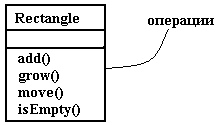 Rectangle
операции
add()
grow()
move()
isEmpty()